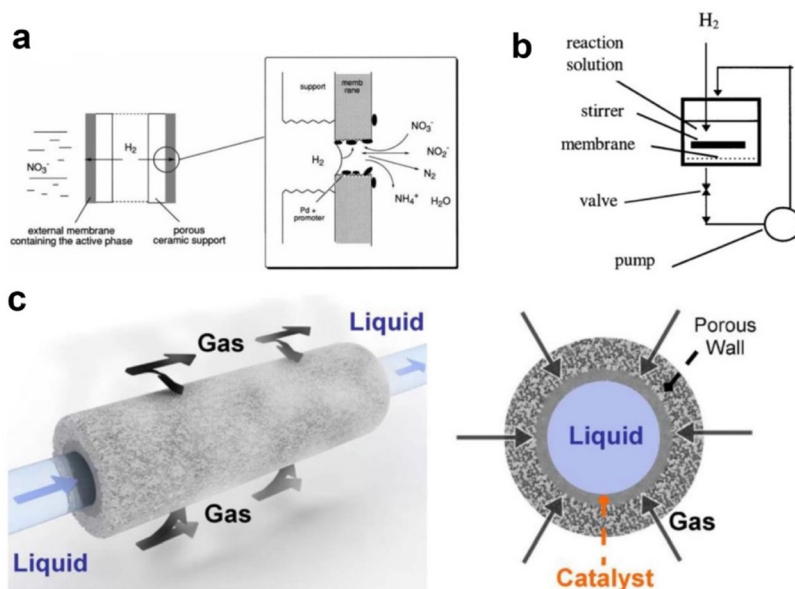 a
support
memb
rane
H₂
NO₃⁻
NO₃⁻
NO₂⁻
N₂
H₂
NH₄⁺ H₂O
Pd +
promoter
external membrane
containing the active phase
porous
ceramic support
b
H₂
reaction
solution
stirrer
membrane
valve
pump
c
Liquid
Gas
Gas
Liquid
Porous
Wall
Liquid
Gas
Catalyst